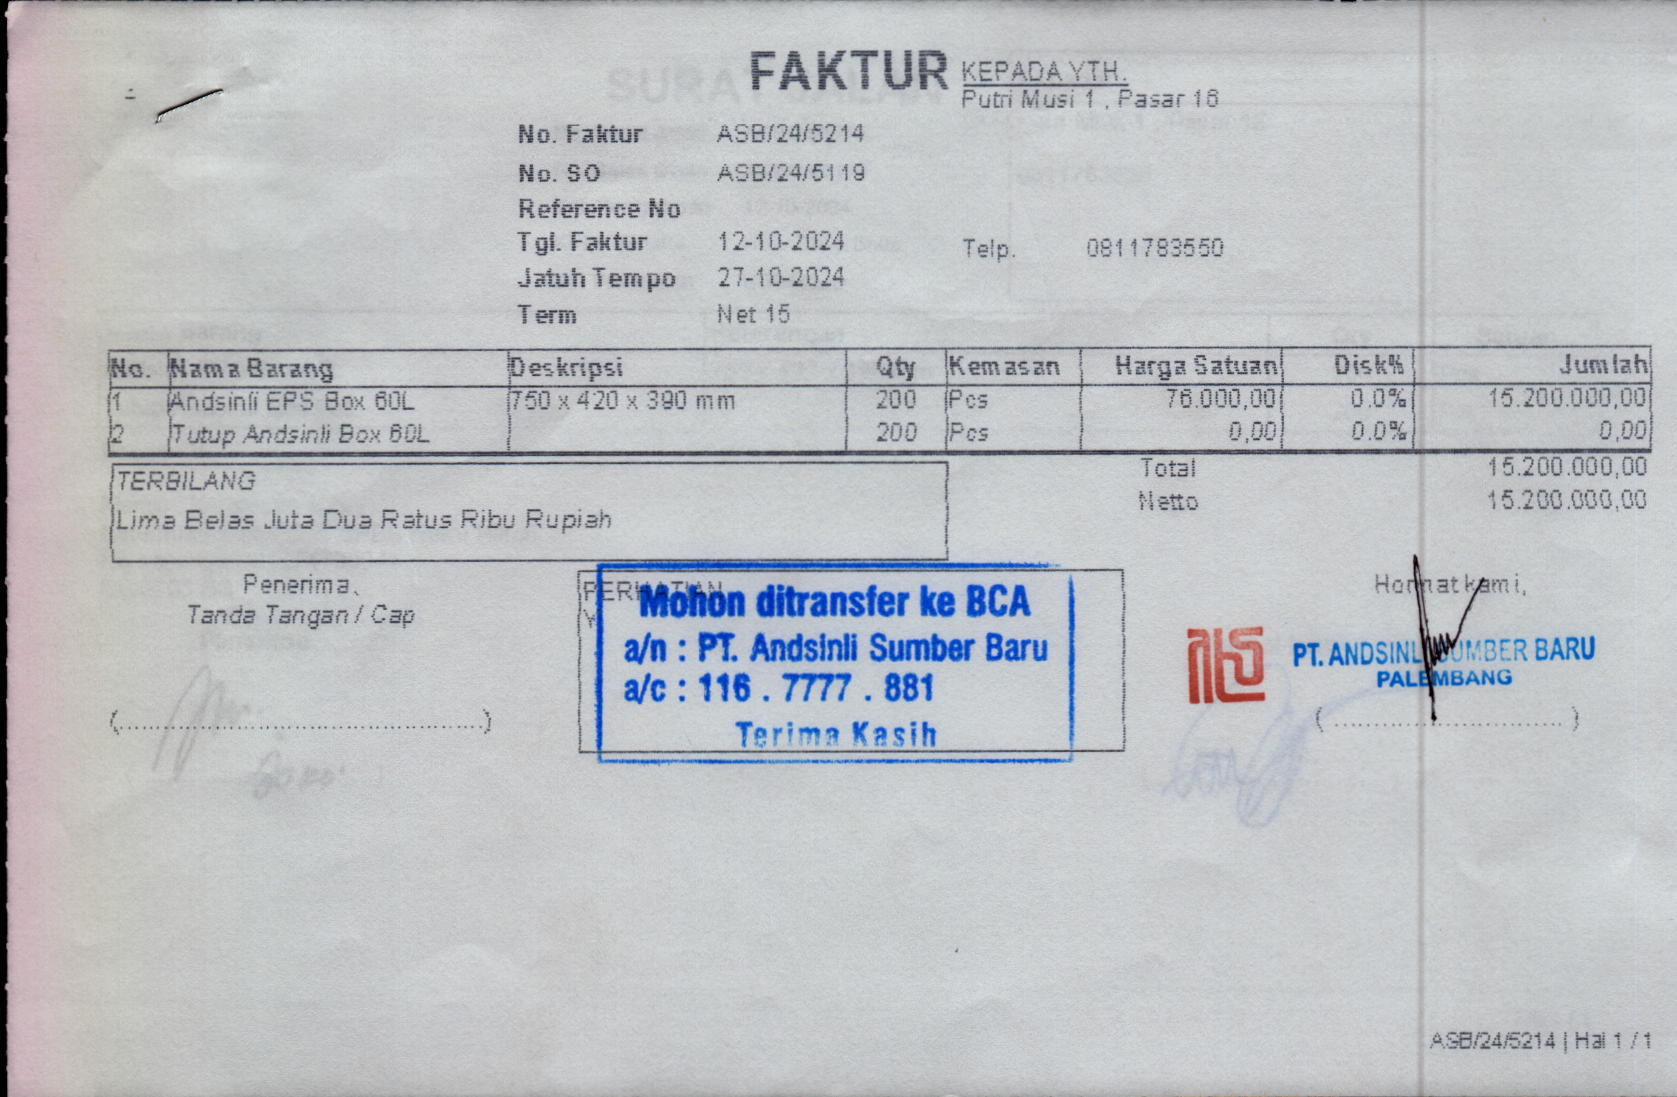 FAKTUR
KEPADA YTH.
Putri Musi 1 , Pasar 16
No. Faktur ASB/24/5214
No. SO ASB/24/5119
Reference No
Tgl. Faktur 12-10-2024
Telp. 0811783550
Jatuh Tempo 27-10-2024
Term Net 15
No. Nama Barang Deskripsi Qty Kemasan Harga Satuan Disk% Jumlah
1 Andsinli EPS Box 60L 750 x 420 x 390 mm 200 Pcs 76.000,00 0.0% 15.200.000,00
2 Tutup Andsinli Box 60L 200 Pcs 0,00 0.0% 0,00
Total 15.200.000,00
Netto 15.200.000,00
TERBILANG
Lima Belas Juta Dua Ratus Ribu Rupiah
Penerima,
Tanda Tangan / Cap
(........................................................)
PERHATIAN
Mohon ditransfer ke BCA
a/n : PT. Andsinli Sumber Baru
a/c : 116 . 7777 . 881
Terima Kasih
Hormat kami,
PT. ANDSINLI SUMBER BARU
PALEMBANG
(...................................)
ASB/24/5214 | Hal 1 / 1